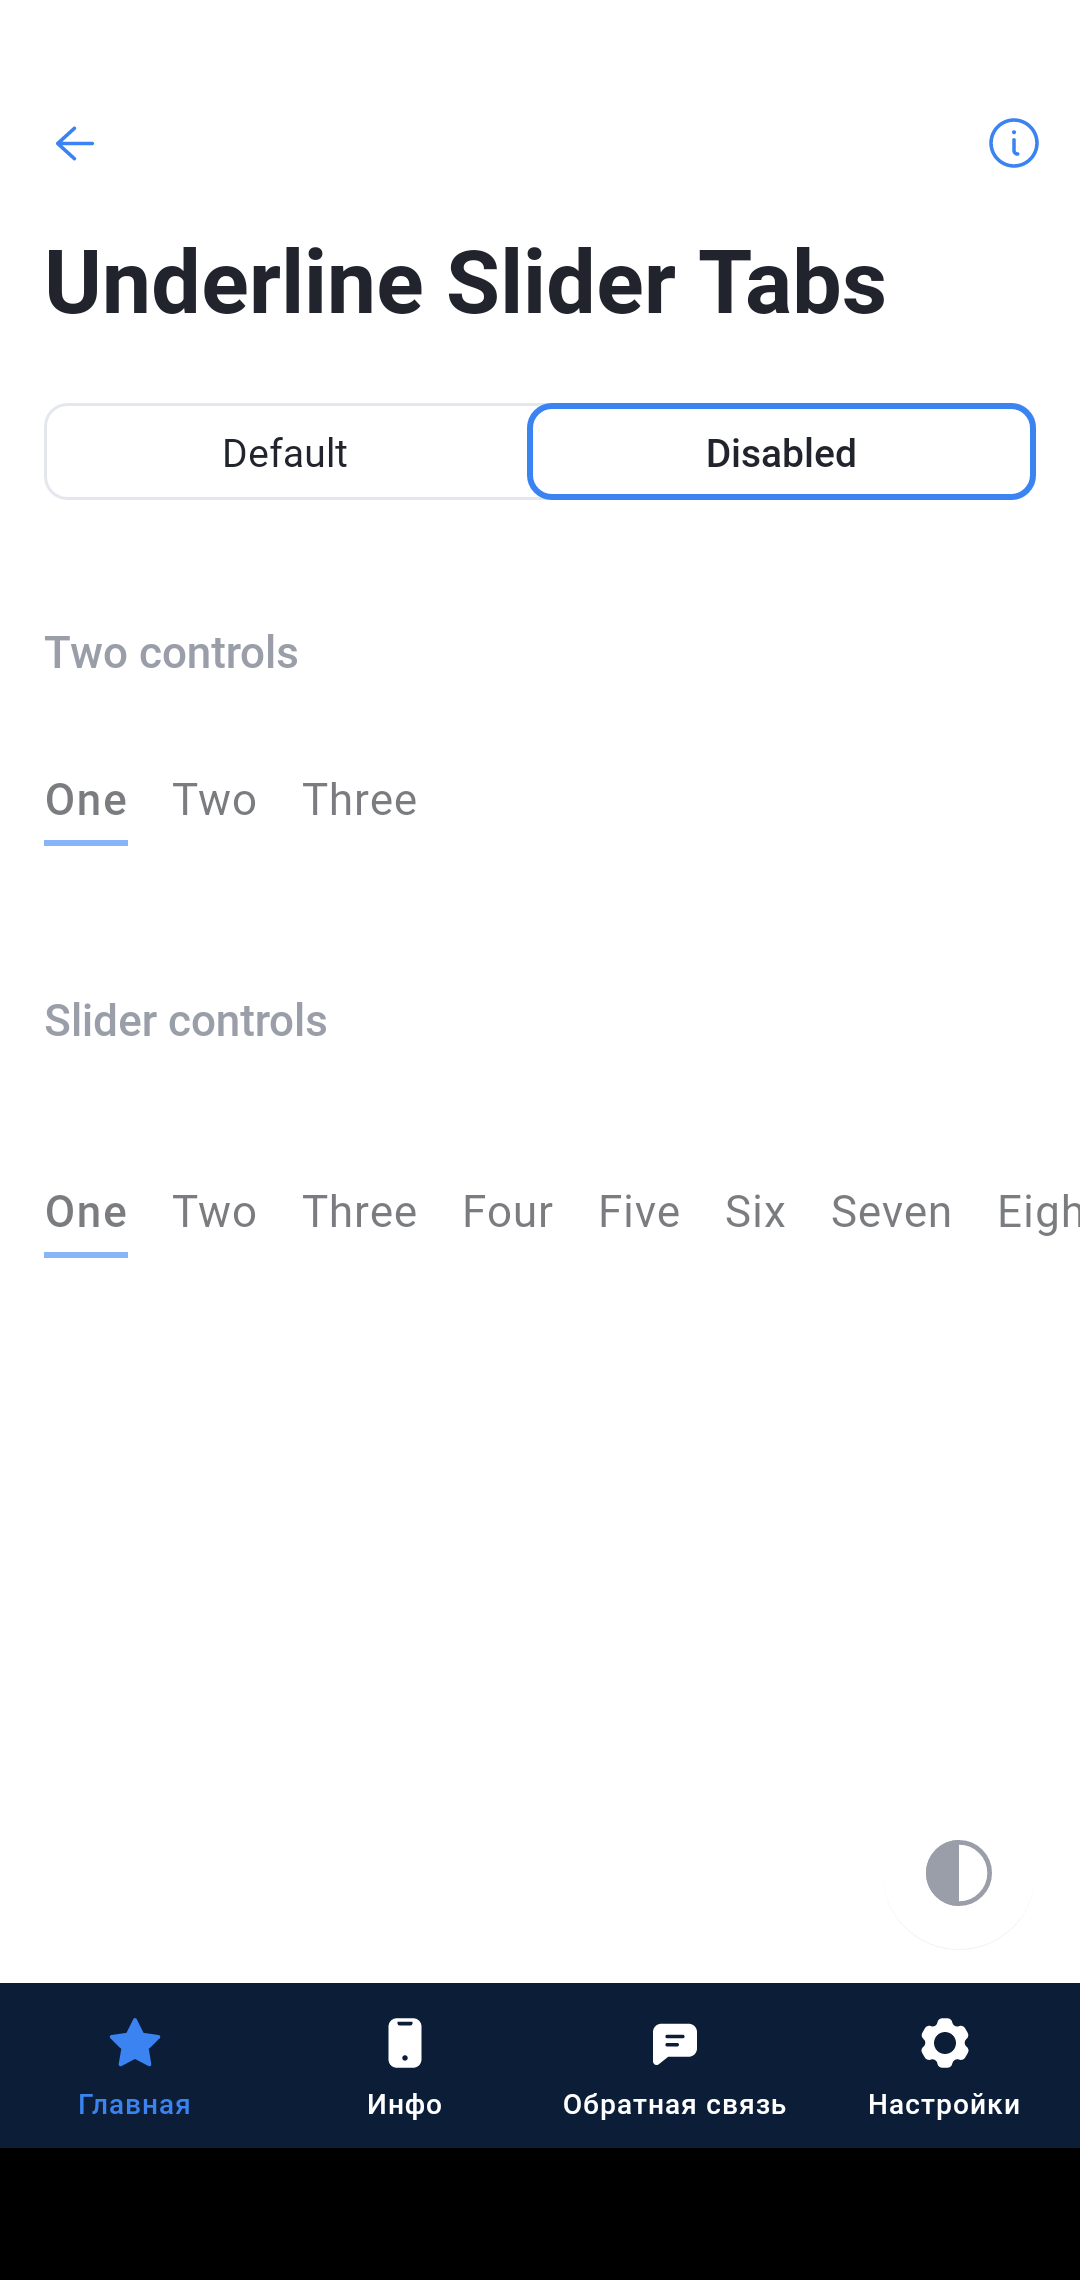 Underline Slider Tabs
Default Disabled
Two controls
One Two Three
Slider controls
One Two Three Four Five Six Seven Eigh
Главная Инфо Обратная связь Настройки